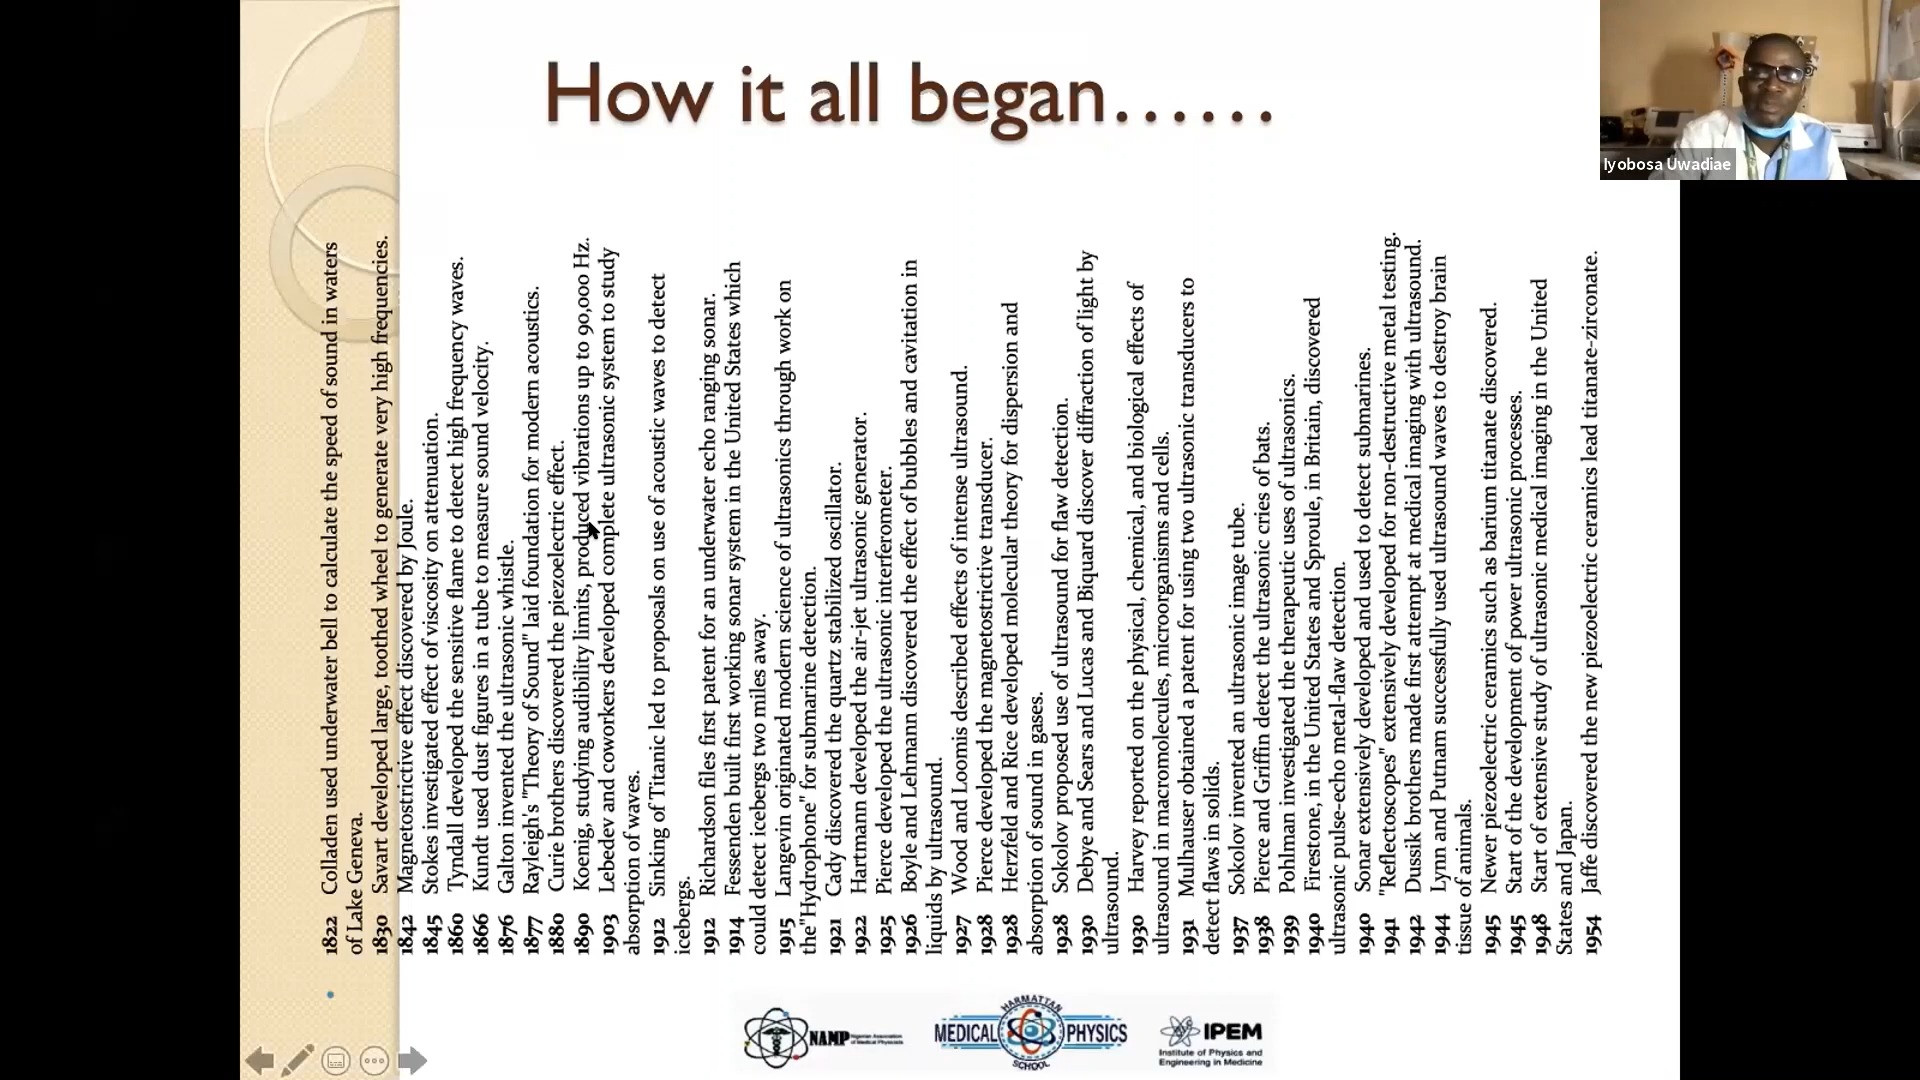 How it all began……
Iyobosa Uwadiae
1822 Colladen used underwater bell to calculate the speed of sound in waters
of Lake Geneva.
1830 Savart developed large, toothed wheel to generate very high frequencies.
1842 Magnetostrictive effect discovered by Joule.
1845 Stokes investigated effect of viscosity on attenuation.
1860 Tyndall developed the sensitive flame to detect high frequency waves.
1866 Kundt used dust figures in a tube to measure sound velocity.
1876 Galton invented the ultrasonic whistle.
1877 Rayleigh's "Theory of Sound" laid foundation for modern acoustics.
1880 Curie brothers discovered the piezoelectric effect.
1890 Koenig, studying audibility limits, produced vibrations up to 90,000 Hz.
1903 Lebedev and coworkers developed complete ultrasonic system to study
absorption of waves.
1912 Sinking of Titanic led to proposals on use of acoustic waves to detect
icebergs.
1912 Richardson files first patent for an underwater echo ranging sonar.
1914 Fessenden built first working sonar system in the United States which
could detect icebergs two miles away.
1915 Langevin originated modern science of ultrasonics through work on
the"Hydrophone" for submarine detection.
1921 Cady discovered the quartz stabilized oscillator.
1922 Hartmann developed the air-jet ultrasonic generator.
1925 Pierce developed the ultrasonic interferometer.
1926 Boyle and Lehmann discovered the effect of bubbles and cavitation in
liquids by ultrasound.
1927 Wood and Loomis described effects of intense ultrasound.
1928 Pierce developed the magnetostrictive transducer.
1928 Herzfeld and Rice developed molecular theory for dispersion and
absorption of sound in gases.
1928 Sokolov proposed use of ultrasound for flaw detection.
1930 Debye and Sears and Lucas and Biquard discover diffraction of light by
ultrasound.
1930 Harvey reported on the physical, chemical, and biological effects of
ultrasound in macromolecules, microorganisms and cells.
1931 Mulhauser obtained a patent for using two ultrasonic transducers to
detect flaws in solids.
1937 Sokolov invented an ultrasonic image tube.
1938 Pierce and Griffin detect the ultrasonic cries of bats.
1939 Pohlman investigated the therapeutic uses of ultrasonics.
1940 Firestone, in the United States and Sproule, in Britain, discovered
ultrasonic pulse-echo metal-flaw detection.
1940 Sonar extensively developed and used to detect submarines.
1941 "Reflectoscopes" extensively developed for non-destructive metal testing.
1942 Dussik brothers made first attempt at medical imaging with ultrasound.
1944 Lynn and Putnam successfully used ultrasound waves to destroy brain
tissue of animals.
1945 Newer piezoelectric ceramics such as barium titanate discovered.
1945 Start of the development of power ultrasonic processes.
1948 Start of extensive study of ultrasonic medical imaging in the United
States and Japan.
1954 Jaffe discovered the new piezoelectric ceramics lead titanate-zirconate.
NAMP Nigerian Association
of Medical Physicists
HARMATTAN
MEDICAL PHYSICS
SCHOOL
IPEM
Institute of Physics and
Engineering in Medicine